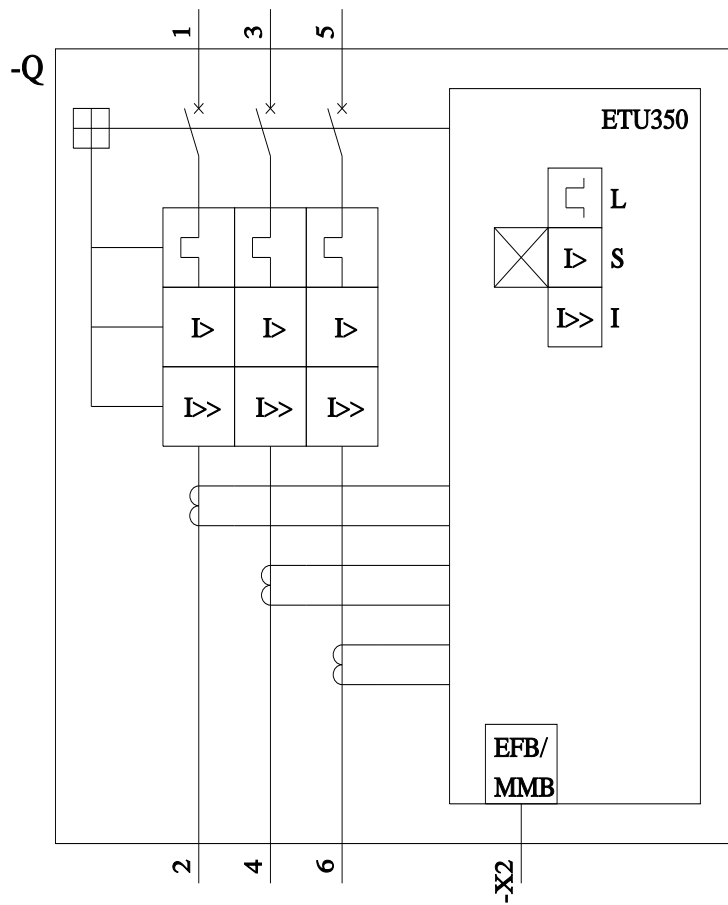 1 3 5
-Q
ETU350
L
I> S
I>> I
I> I> I>
I>> I>> I>>
EFB/
MMB
2 4 6 -X2